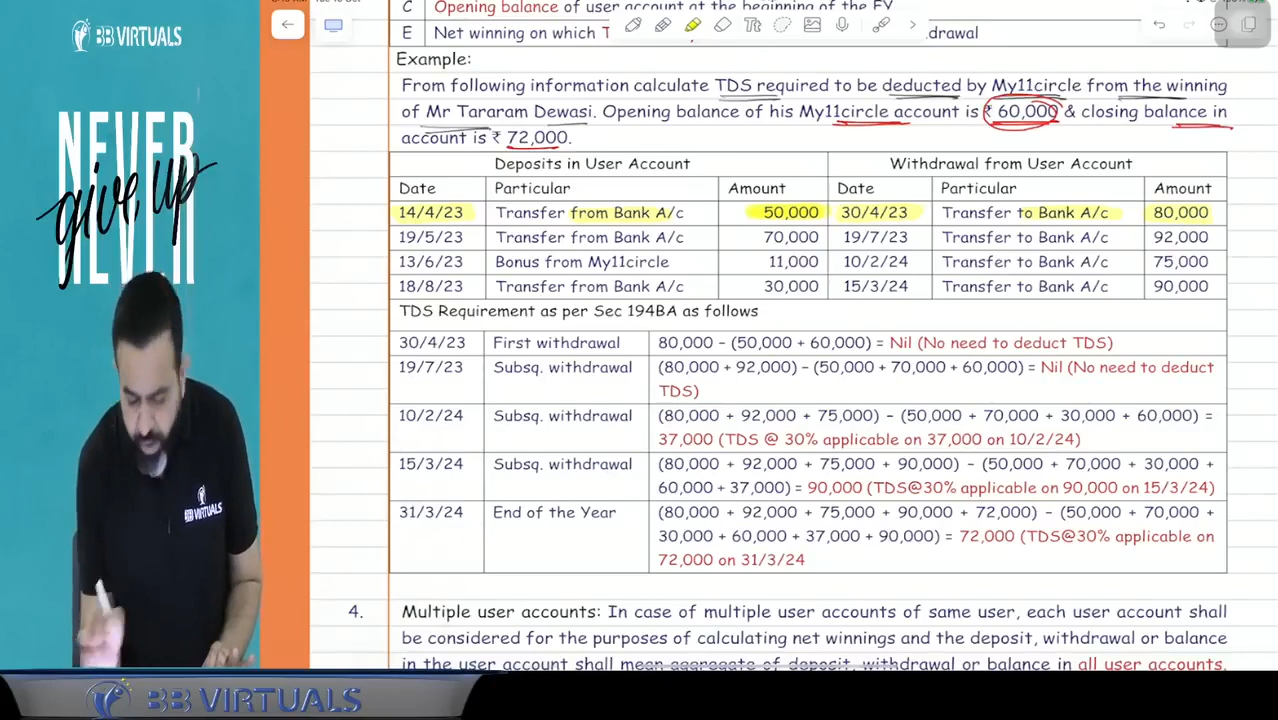 BB VIRTUALS
NEVER
give up
NEVER
BB VIRTUALS
C Opening balance of user account at the beginning of the FY
E Net winning on which T drawal
Example:
From following information calculate TDS required to be deducted by My11circle from the winning
of Mr Tararam Dewasi. Opening balance of his My11circle account is ₹ 60,000 & closing balance in
account is ₹ 72,000.
Deposits in User Account Withdrawal from User Account
Date Particular Amount Date Particular Amount
14/4/23 Transfer from Bank A/c 50,000 30/4/23 Transfer to Bank A/c 80,000
19/5/23 Transfer from Bank A/c 70,000 19/7/23 Transfer to Bank A/c 92,000
13/6/23 Bonus from My11circle 11,000 10/2/24 Transfer to Bank A/c 75,000
18/8/23 Transfer from Bank A/c 30,000 15/3/24 Transfer to Bank A/c 90,000
TDS Requirement as per Sec 194BA as follows
30/4/23 First withdrawal 80,000 – (50,000 + 60,000) = Nil (No need to deduct TDS)
19/7/23 Subsq. withdrawal (80,000 + 92,000) – (50,000 + 70,000 + 60,000) = Nil (No need to deduct
TDS)
10/2/24 Subsq. withdrawal (80,000 + 92,000 + 75,000) – (50,000 + 70,000 + 30,000 + 60,000) =
37,000 (TDS @ 30% applicable on 37,000 on 10/2/24)
15/3/24 Subsq. withdrawal (80,000 + 92,000 + 75,000 + 90,000) – (50,000 + 70,000 + 30,000 +
60,000 + 37,000) = 90,000 (TDS@30% applicable on 90,000 on 15/3/24)
31/3/24 End of the Year (80,000 + 92,000 + 75,000 + 90,000 + 72,000) – (50,000 + 70,000 +
30,000 + 60,000 + 37,000 + 90,000) = 72,000 (TDS@30% applicable on
72,000 on 31/3/24
4. Multiple user accounts: In case of multiple user accounts of same user, each user account shall
be considered for the purposes of calculating net winnings and the deposit, withdrawal or balance
in the user account shall mean aggregate of deposit, withdrawal or balance in all user accounts.
BB VIRTUALS